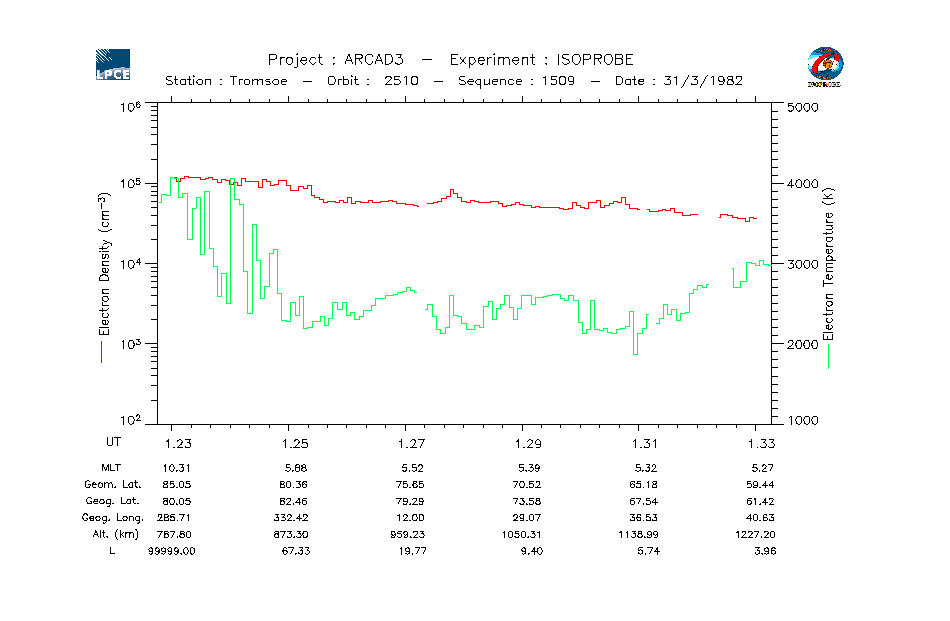 LPCE
Project : ARCAD3 — Experiment : ISOPROBE
ISOPROBE
Station : Tromsoe — Orbit : 2510 — Sequence : 1509 — Date : 31/3/1982
10^6 5000
10^5 4000
10^4 3000
10^3 2000
10^2 1000
Electron Density (cm^-3)
Electron Temperature (K)
UT 1.23 1.25 1.27 1.29 1.31 1.33
MLT 10.31 5.88 5.52 5.39 5.32 5.27
Geom. Lat. 85.05 80.36 75.65 70.52 65.18 59.44
Geog. Lat. 80.05 82.46 79.29 73.58 67.54 61.42
Geog. Long. 285.71 332.42 12.00 29.07 36.53 40.63
Alt. (km) 787.80 873.30 959.23 1050.31 1138.99 1227.20
L 99999.00 67.33 19.77 9.40 5.74 3.96